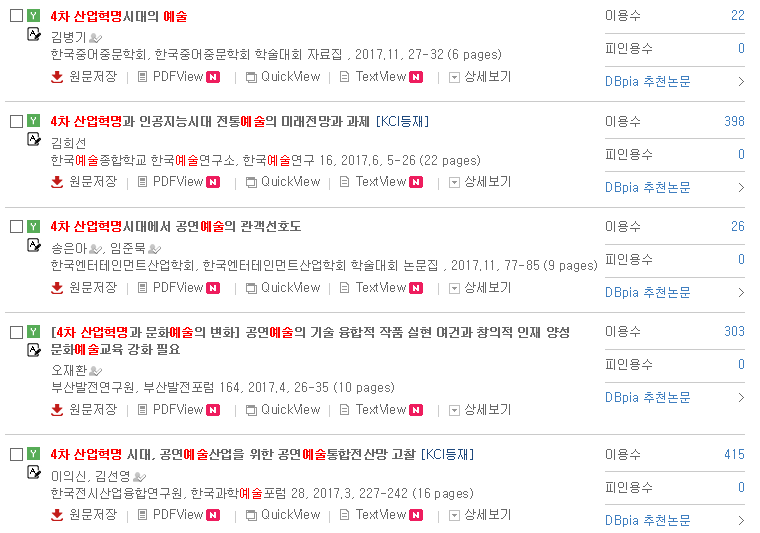 4차 산업혁명시대의 예술
이용수 22
김병기
피인용수 0
한국중어중문학회, 한국중어중문학회 학술대회 자료집 , 2017.11, 27-32 (6 pages)
원문저장 | PDFView N | QuickView | TextView N | 상세보기
DBpia 추천논문 >
4차 산업혁명과 인공지능시대 전통예술의 미래전망과 과제 [KCI등재]
이용수 398
김희선
피인용수 0
한국예술종합학교 한국예술연구소, 한국예술연구 16, 2017.6, 5-26 (22 pages)
원문저장 | PDFView N | QuickView | TextView N | 상세보기
DBpia 추천논문 >
4차 산업혁명시대에서 공연예술의 관객선호도
이용수 26
송은아, 임준묵
피인용수 0
한국엔터테인먼트산업학회, 한국엔터테인먼트산업학회 학술대회 논문집 , 2017.11, 77-85 (9 pages)
원문저장 | PDFView N | QuickView | TextView N | 상세보기
DBpia 추천논문 >
[4차 산업혁명과 문화예술의 변화] 공연예술의 기술 융합적 작품 실현 여건과 창의적 인재 양성
문화예술교육 강화 필요
이용수 303
오재환
피인용수 0
부산발전연구원, 부산발전포럼 164, 2017.4, 26-35 (10 pages)
원문저장 | PDFView N | QuickView | TextView N | 상세보기
DBpia 추천논문 >
4차 산업혁명 시대, 공연예술산업을 위한 공연예술통합전산망 고찰 [KCI등재]
이용수 415
이의신, 김선영
피인용수 0
한국전시산업융합연구원, 한국과학예술포럼 28, 2017.3, 227-242 (16 pages)
원문저장 | PDFView N | QuickView | TextView N | 상세보기
DBpia 추천논문 >